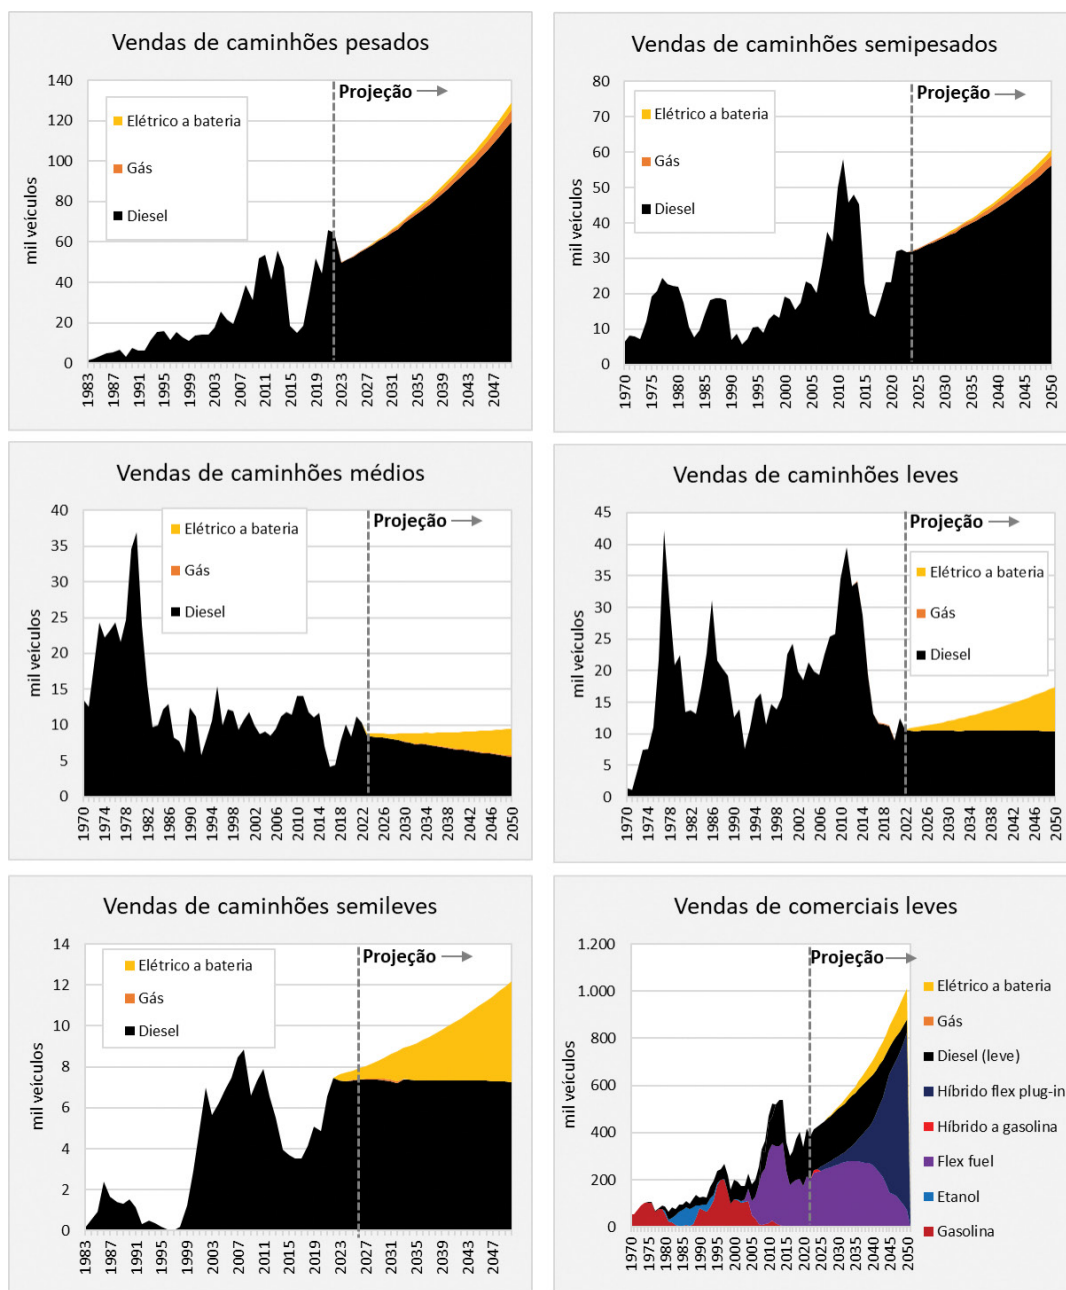 Vendas de caminhões pesados
mil veículos
140
120
100
80
60
40
20
0
Elétrico a bateria
Gás
Diesel
Projeção
1983 1987 1991 1995 1999 2003 2007 2011 2015 2019 2023 2027 2031 2035 2039 2043 2047
Vendas de caminhões semipesados
mil veículos
80
70
60
50
40
30
20
10
0
Elétrico a bateria
Gás
Diesel
Projeção
1970 1975 1980 1985 1990 1995 2000 2005 2010 2015 2020 2025 2030 2035 2040 2045 2050
Vendas de caminhões médios
mil veículos
40
35
30
25
20
15
10
5
0
Elétrico a bateria
Gás
Diesel
Projeção
1970 1974 1978 1982 1986 1990 1994 1998 2002 2006 2010 2014 2018 2022 2026 2030 2034 2038 2042 2046 2050
Vendas de caminhões leves
mil veículos
45
40
35
30
25
20
15
10
5
0
Projeção
Elétrico a bateria
Gás
Diesel
1970 1974 1978 1982 1986 1990 1994 1998 2002 2006 2010 2014 2018 2022 2026 2030 2034 2038 2042 2046 2050
Vendas de caminhões semileves
mil veículos
14
12
10
8
6
4
2
0
Elétrico a bateria
Gás
Diesel
Projeção
1983 1987 1991 1995 1999 2003 2007 2011 2015 2019 2023 2027 2031 2035 2039 2043 2047
Vendas de comerciais leves
mil veículos
1.200
1.000
800
600
400
200
0
Projeção
Elétrico a bateria
Gás
Diesel (leve)
Híbrido flex plug-in
Híbrido a gasolina
Flex fuel
Etanol
Gasolina
1970 1975 1980 1985 1990 1995 2000 2005 2010 2015 2020 2025 2030 2035 2040 2045 2050